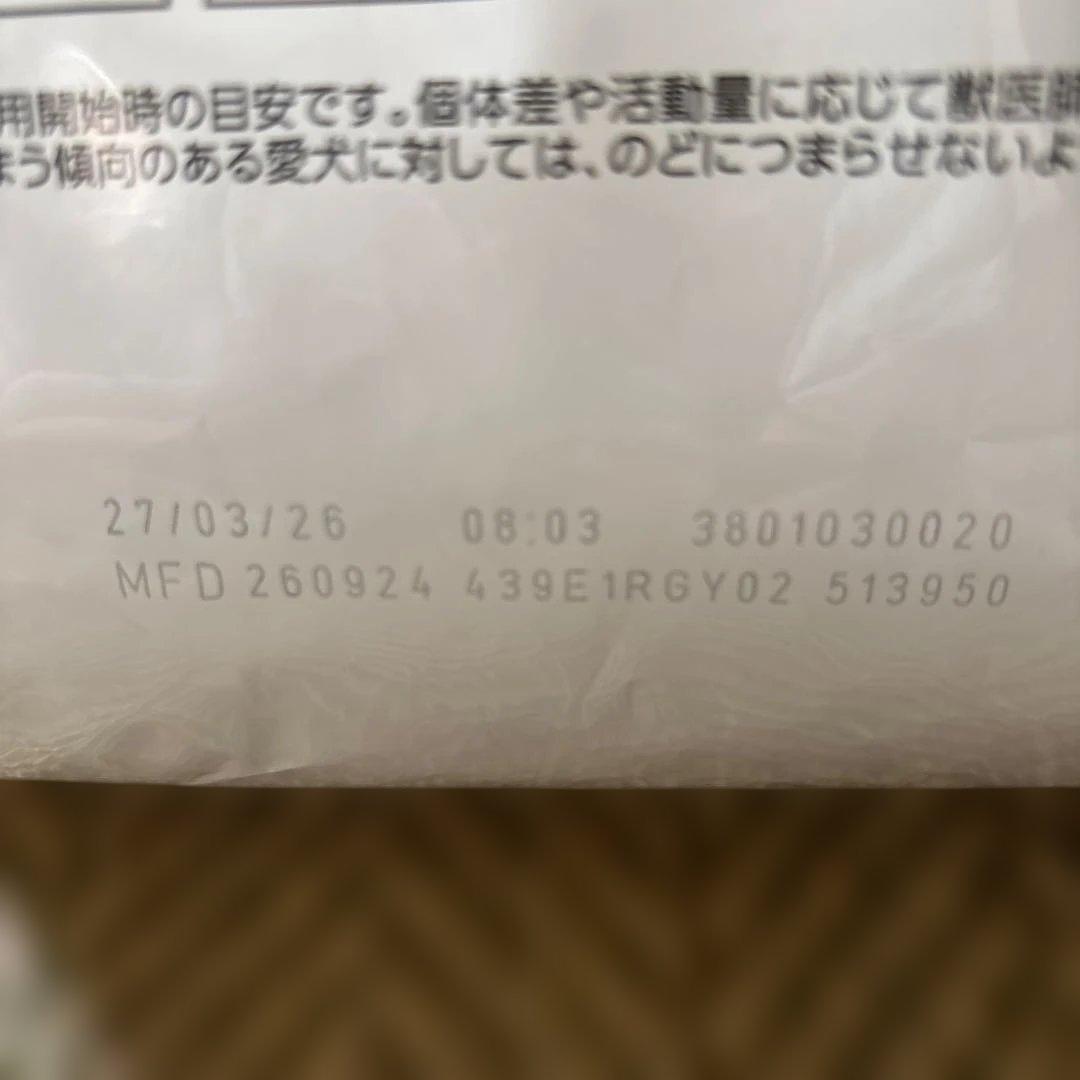 用開始時の目安です。個体差や活動量に応じて獣医師
まう傾向のある愛犬に対しては、のどにつまらせないよ
27/03/26 08:03 3801030020
MFD 260924 439E1RGY02 513950